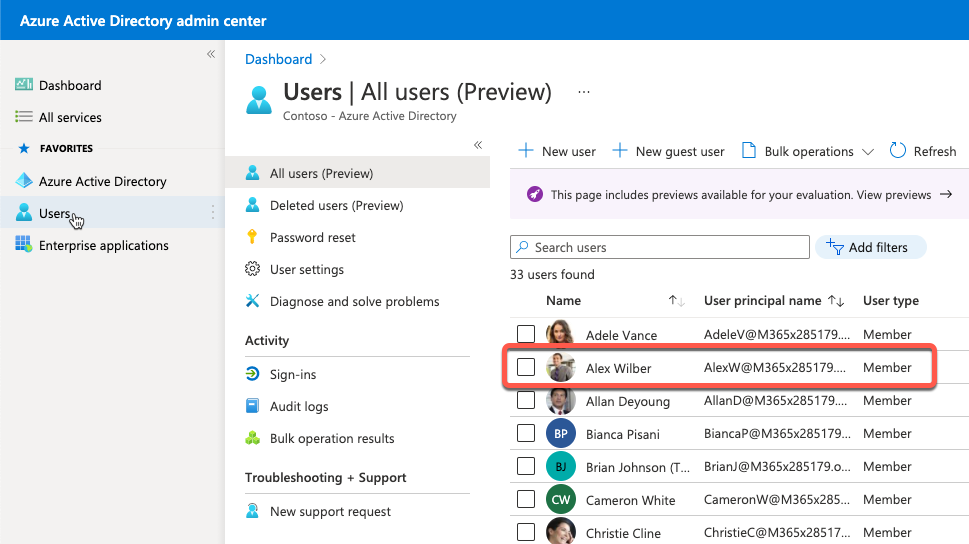 Azure Active Directory admin center
«
Dashboard
All services
FAVORITES
Azure Active Directory
Users
Enterprise applications
Dashboard >
Users | All users (Preview) ...
Contoso - Azure Active Directory
«
All users (Preview)
Deleted users (Preview)
Password reset
User settings
Diagnose and solve problems
Activity
Sign-ins
Audit logs
Bulk operation results
Troubleshooting + Support
New support request
+ New user + New guest user Bulk operations Refresh
This page includes previews available for your evaluation. View previews →
Search users Add filters
33 users found
Name ↑↓ User principal name ↑↓ User type
Adele Vance AdeleV@M365x285179.... Member
Alex Wilber AlexW@M365x285179.... Member
Allan Deyoung AllanD@M365x285179.... Member
BP Bianca Pisani BiancaP@M365x285179... Member
BJ Brian Johnson (T... BrianJ@M365x285179.o... Member
CW Cameron White CameronW@M365x285... Member
Christie Cline ChristieC@M365x28517... Member